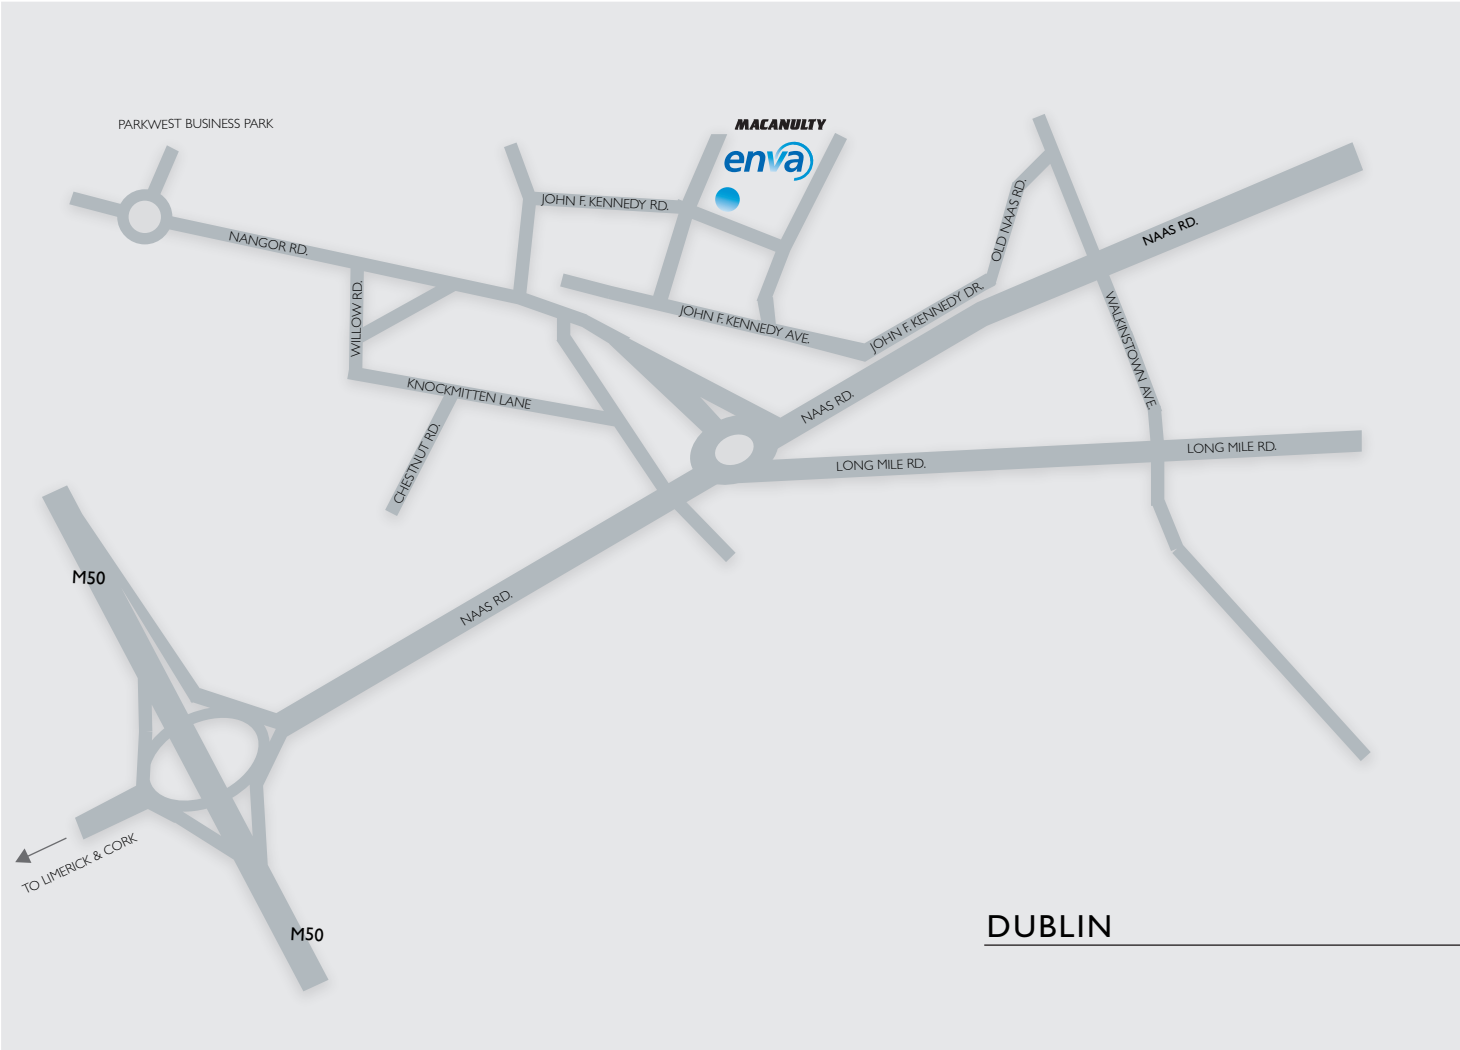 PARKWEST BUSINESS PARK
MACANULTY
enva
JOHN F. KENNEDY RD.
OLD NAAS RD.
NAAS RD.
NANGOR RD.
WILLOW RD.
JOHN F. KENNEDY AVE.
JOHN F. KENNEDY DR.
WALKINSTOWN AVE.
KNOCKMITTEN LANE
NAAS RD.
CHESTNUT RD.
LONG MILE RD.
LONG MILE RD.
M50
NAAS RD.
TO LIMERICK & CORK
M50
DUBLIN